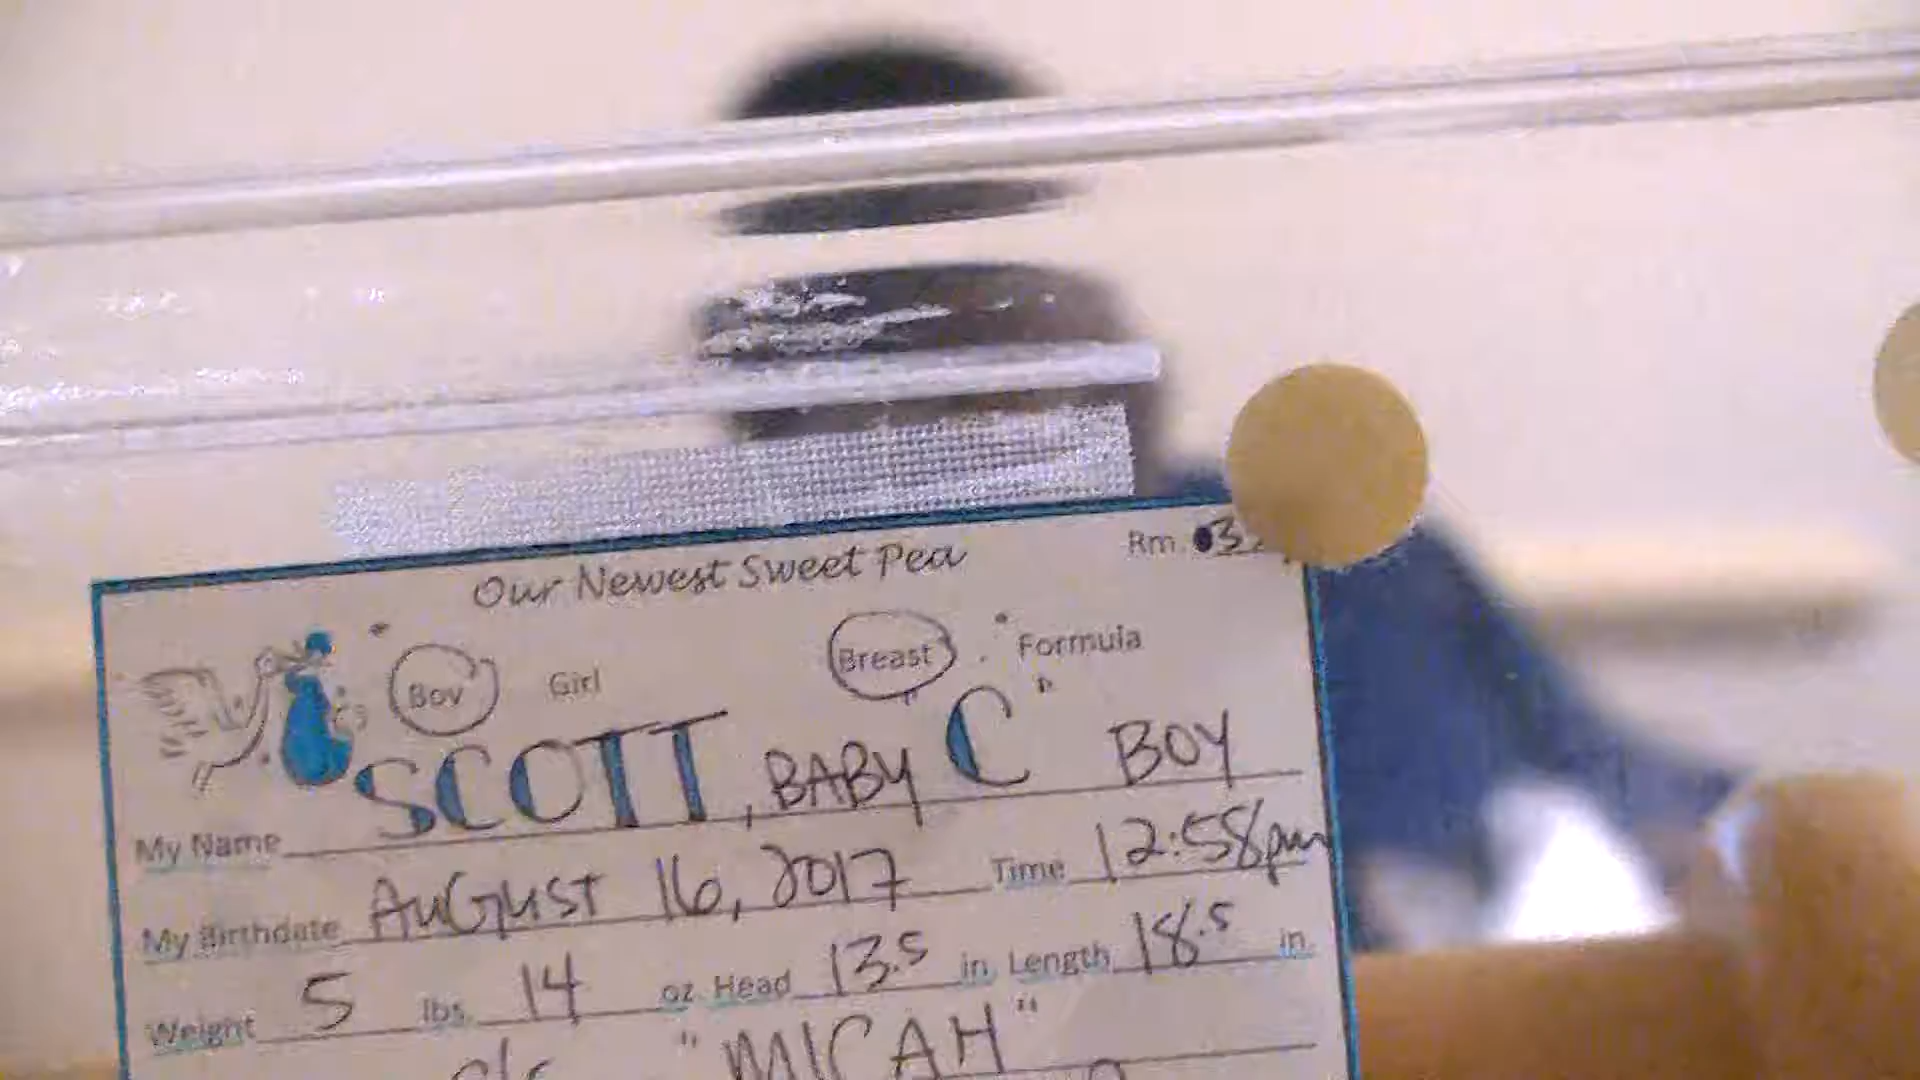 Our Newest Sweet Pea Rm. 03
Boy Girl Breast Formula
My Name SCOTT, BABY "C" BOY
My Birthdate AUGUST 16, 2017 Time 12:58pm
Weight 5 lbs 14 oz Head 13.5 in Length 18.5 in
"MICAH"